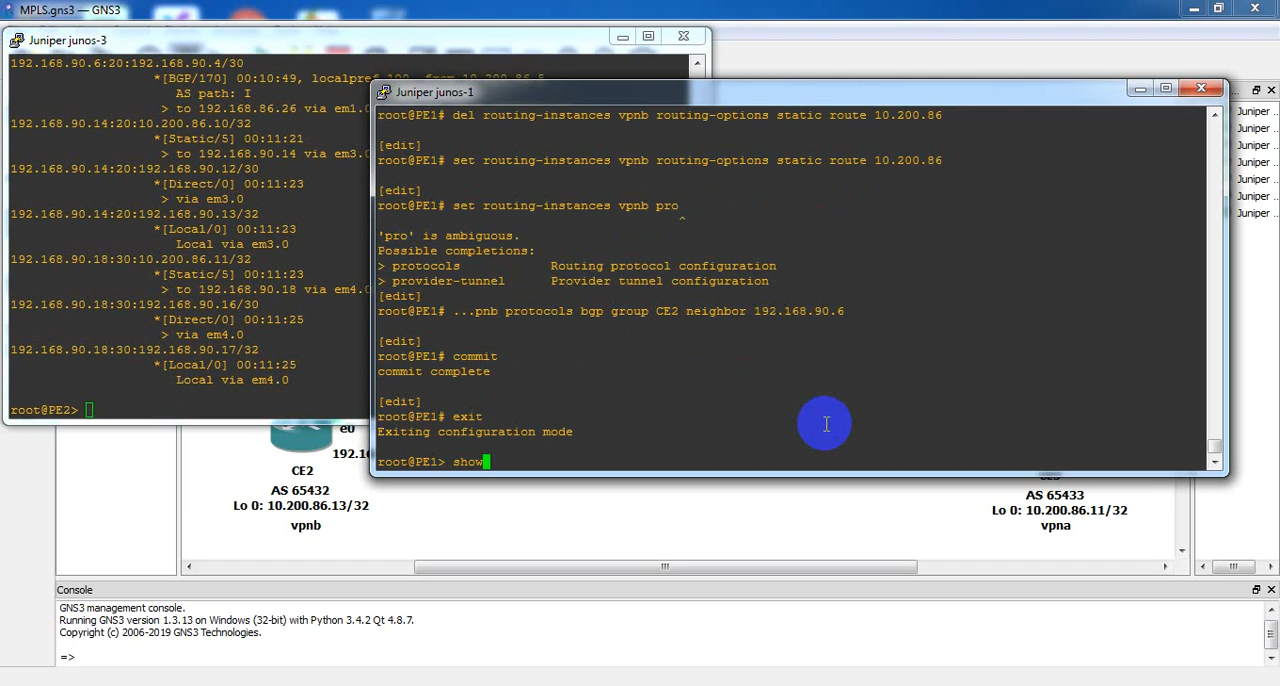 MPLS.gns3 — GNS3
Juniper junos-3
192.168.90.6:20:192.168.90.4/30
*[BGP/170] 00:10:49, localpref 100, from 10.200.86.5
AS path: I
> to 192.168.86.26 via em1.0
192.168.90.14:20:10.200.86.10/32
*[Static/5] 00:11:21
> to 192.168.90.14 via em3.0
192.168.90.14:20:192.168.90.12/30
*[Direct/0] 00:11:23
> via em3.0
192.168.90.14:20:192.168.90.13/32
*[Local/0] 00:11:23
Local via em3.0
192.168.90.18:30:10.200.86.11/32
*[Static/5] 00:11:23
> to 192.168.90.18 via em4.0
192.168.90.18:30:192.168.90.16/30
*[Direct/0] 00:11:25
> via em4.0
192.168.90.18:30:192.168.90.17/32
*[Local/0] 00:11:25
Local via em4.0
root@PE2>
Juniper junos-1
root@PE1# del routing-instances vpnb routing-options static route 10.200.86
[edit]
root@PE1# set routing-instances vpnb routing-options static route 10.200.86
[edit]
root@PE1# set routing-instances vpnb pro
^
'pro' is ambiguous.
Possible completions:
> protocols Routing protocol configuration
> provider-tunnel Provider tunnel configuration
[edit]
root@PE1# ...pnb protocols bgp group CE2 neighbor 192.168.90.6
[edit]
root@PE1# commit
commit complete
[edit]
root@PE1# exit
Exiting configuration mode
root@PE1> show
Juniper ...
Juniper ...
Juniper ...
Juniper ...
Juniper ...
Juniper ...
Juniper ...
e0
192.16
CE2
AS 65432
Lo 0: 10.200.86.13/32
vpnb
AS 65433
Lo 0: 10.200.86.11/32
vpna
Console
GNS3 management console.
Running GNS3 version 1.3.13 on Windows (32-bit) with Python 3.4.2 Qt 4.8.7.
Copyright (c) 2006-2019 GNS3 Technologies.
=>